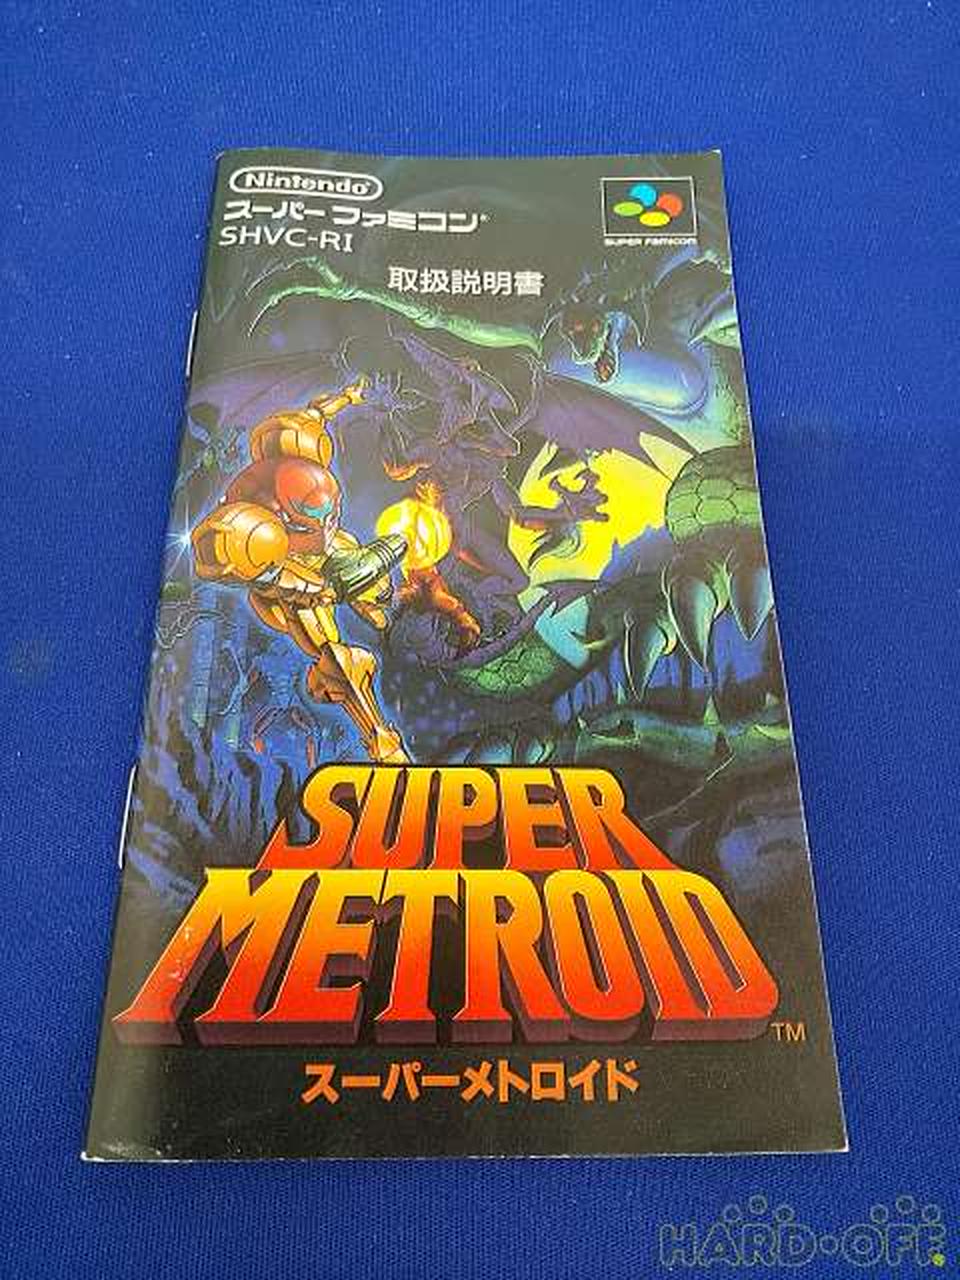 Nintendo®
スーパーファミコン®
SHVC-RI
SUPER FAMICOM
取扱説明書
SUPER
METROID
TM
スーパーメトロイド
HARD·OFF